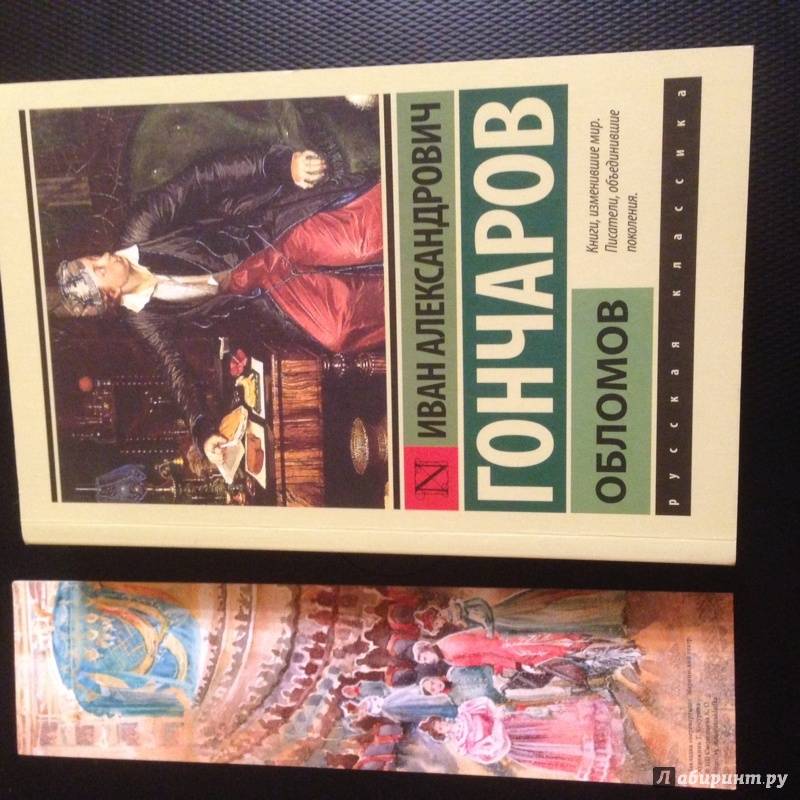 ИВАН АЛЕКСАНДРОВИЧ
ГОНЧАРОВ
ОБЛОМОВ
Книги, изменившие мир.
Писатели, объединившие
поколения.
русская классика
Лабиринт.ру